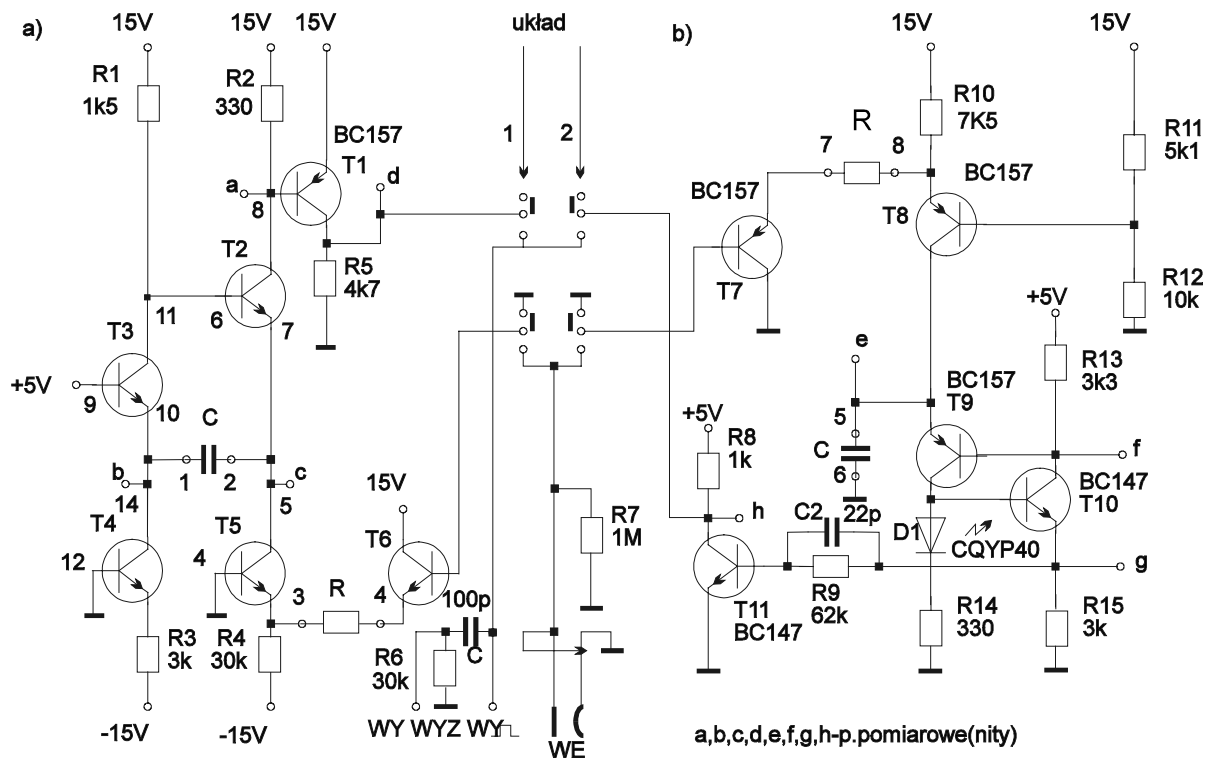 a)
15V
15V
15V
układ
b)
15V
15V
R1
1k5
R2
330
BC157
T1
a
8
d
1
2
R5
4k7
T2
11
6
7
T3
+5V
9
10
C
b
14
1
2
c
5
T4
12
T5
4
R3
3k
R4
30k
-15V
-15V
3
R
4
15V
T6
100p
C
R6
30k
WY WYZ WY
WE
R7
1M
BC157
T7
7
R
8
R10
7K5
BC157
T8
R11
5k1
R12
10k
+5V
R13
3k3
e
5
C
6
BC157
T9
f
BC147
T10
+5V
R8
1k
h
C2
22p
D1
CQYP40
g
R9
62k
T11
BC147
R14
330
R15
3k
a,b,c,d,e,f,g,h-p.pomiarowe(nity)